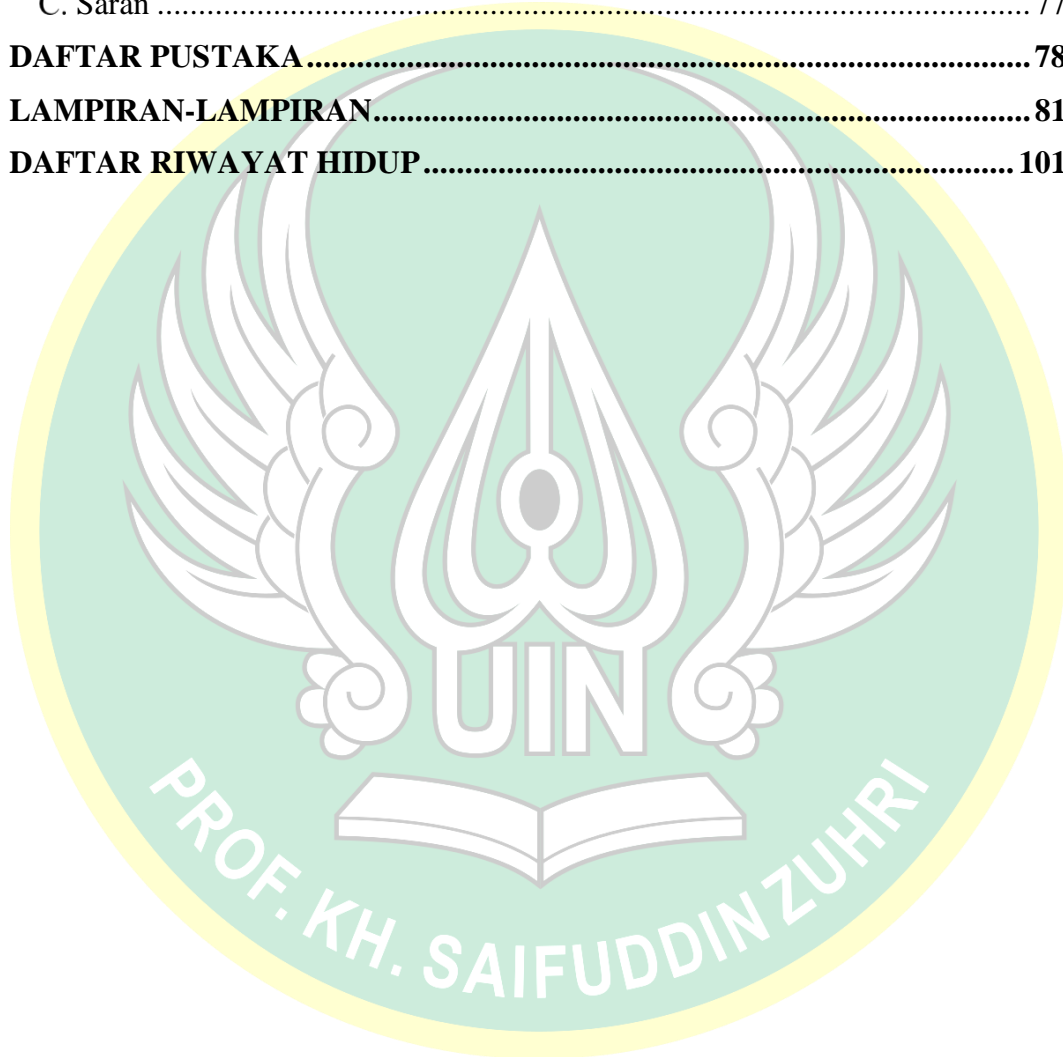 C. Saran ........................................................................................................... 77
DAFTAR PUSTAKA........................................................................................ 78
LAMPIRAN-LAMPIRAN................................................................................ 81
DAFTAR RIWAYAT HIDUP........................................................................ 101
UIN
PROF. KH. SAIFUDDIN ZUHRI